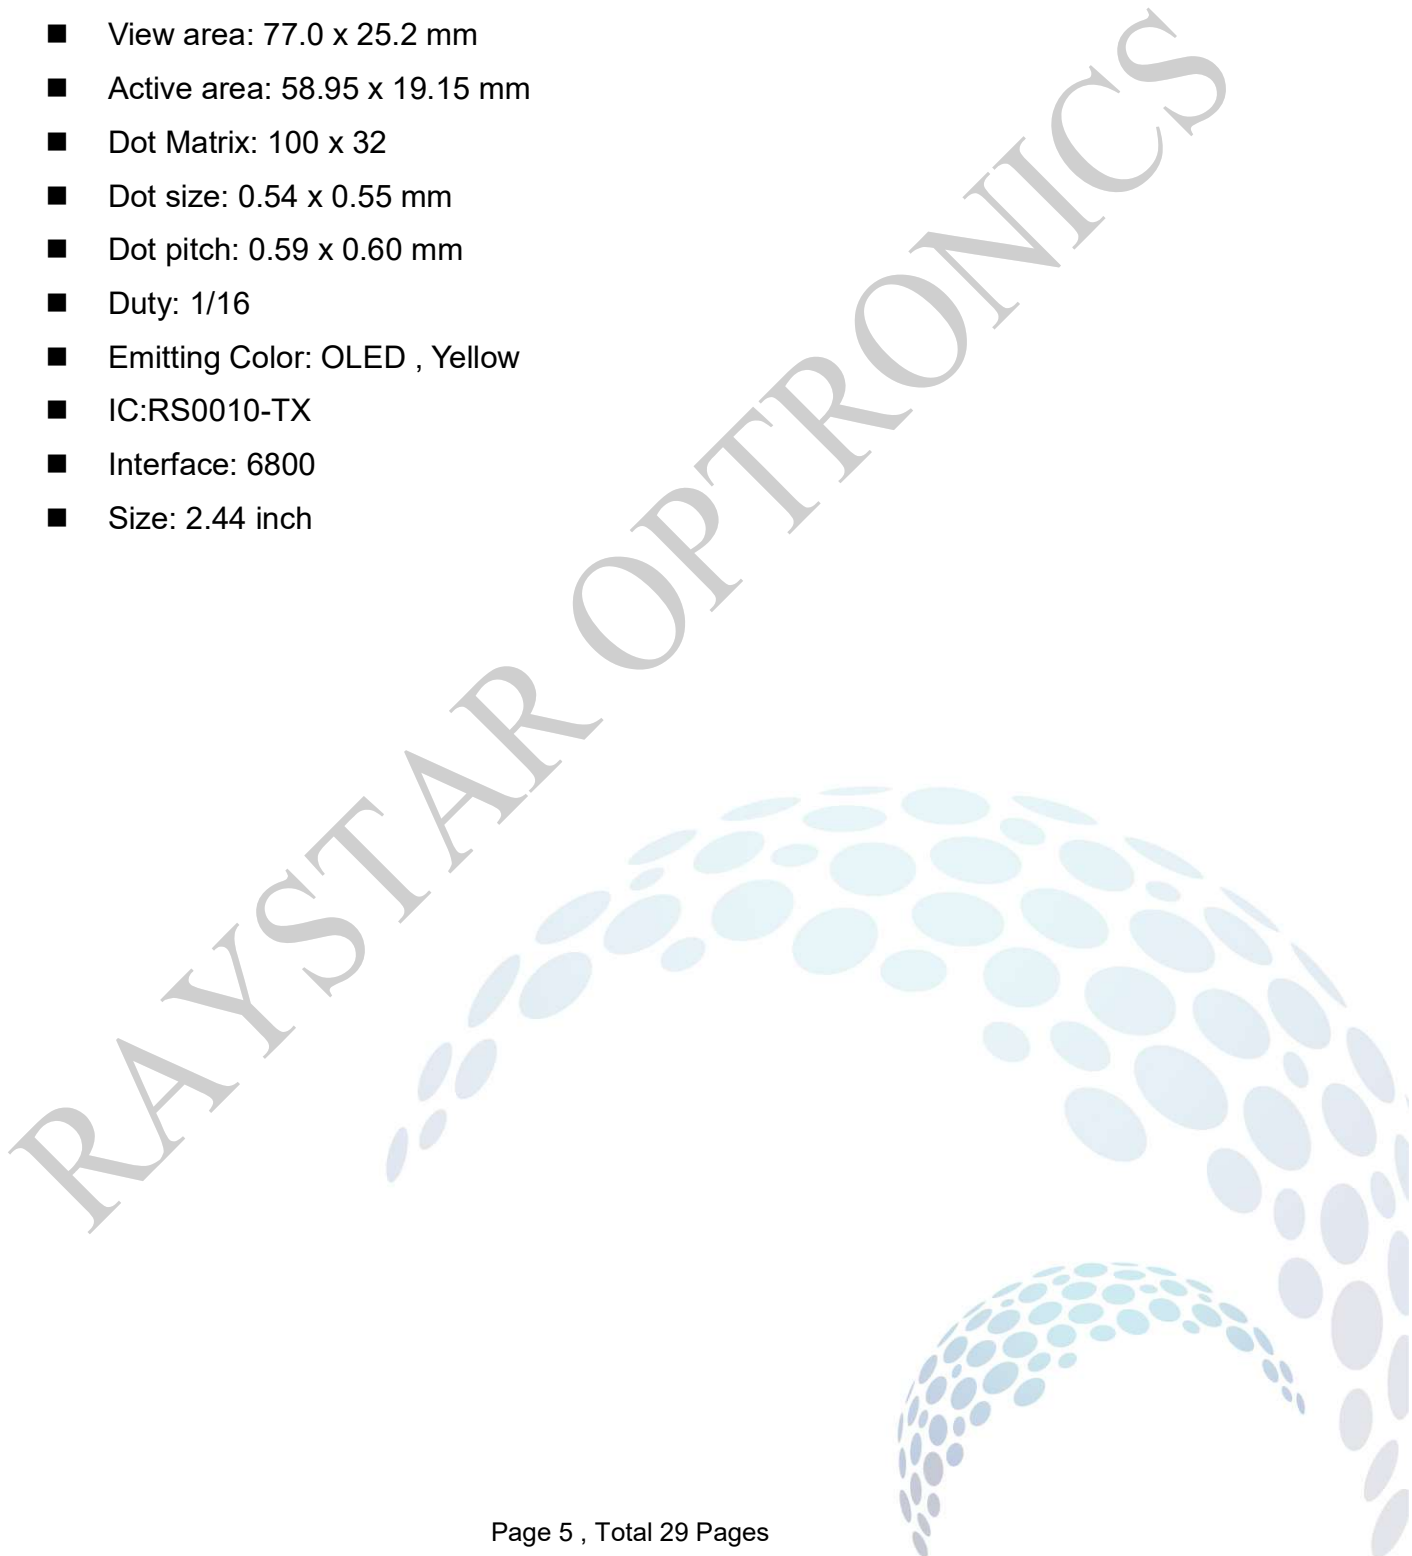 ■ View area: 77.0 x 25.2 mm
■ Active area: 58.95 x 19.15 mm
■ Dot Matrix: 100 x 32
■ Dot size: 0.54 x 0.55 mm
■ Dot pitch: 0.59 x 0.60 mm
■ Duty: 1/16
■ Emitting Color: OLED , Yellow
■ IC:RS0010-TX
■ Interface: 6800
■ Size: 2.44 inch
RAYSTAR OPTRONICS
Page 5 , Total 29 Pages